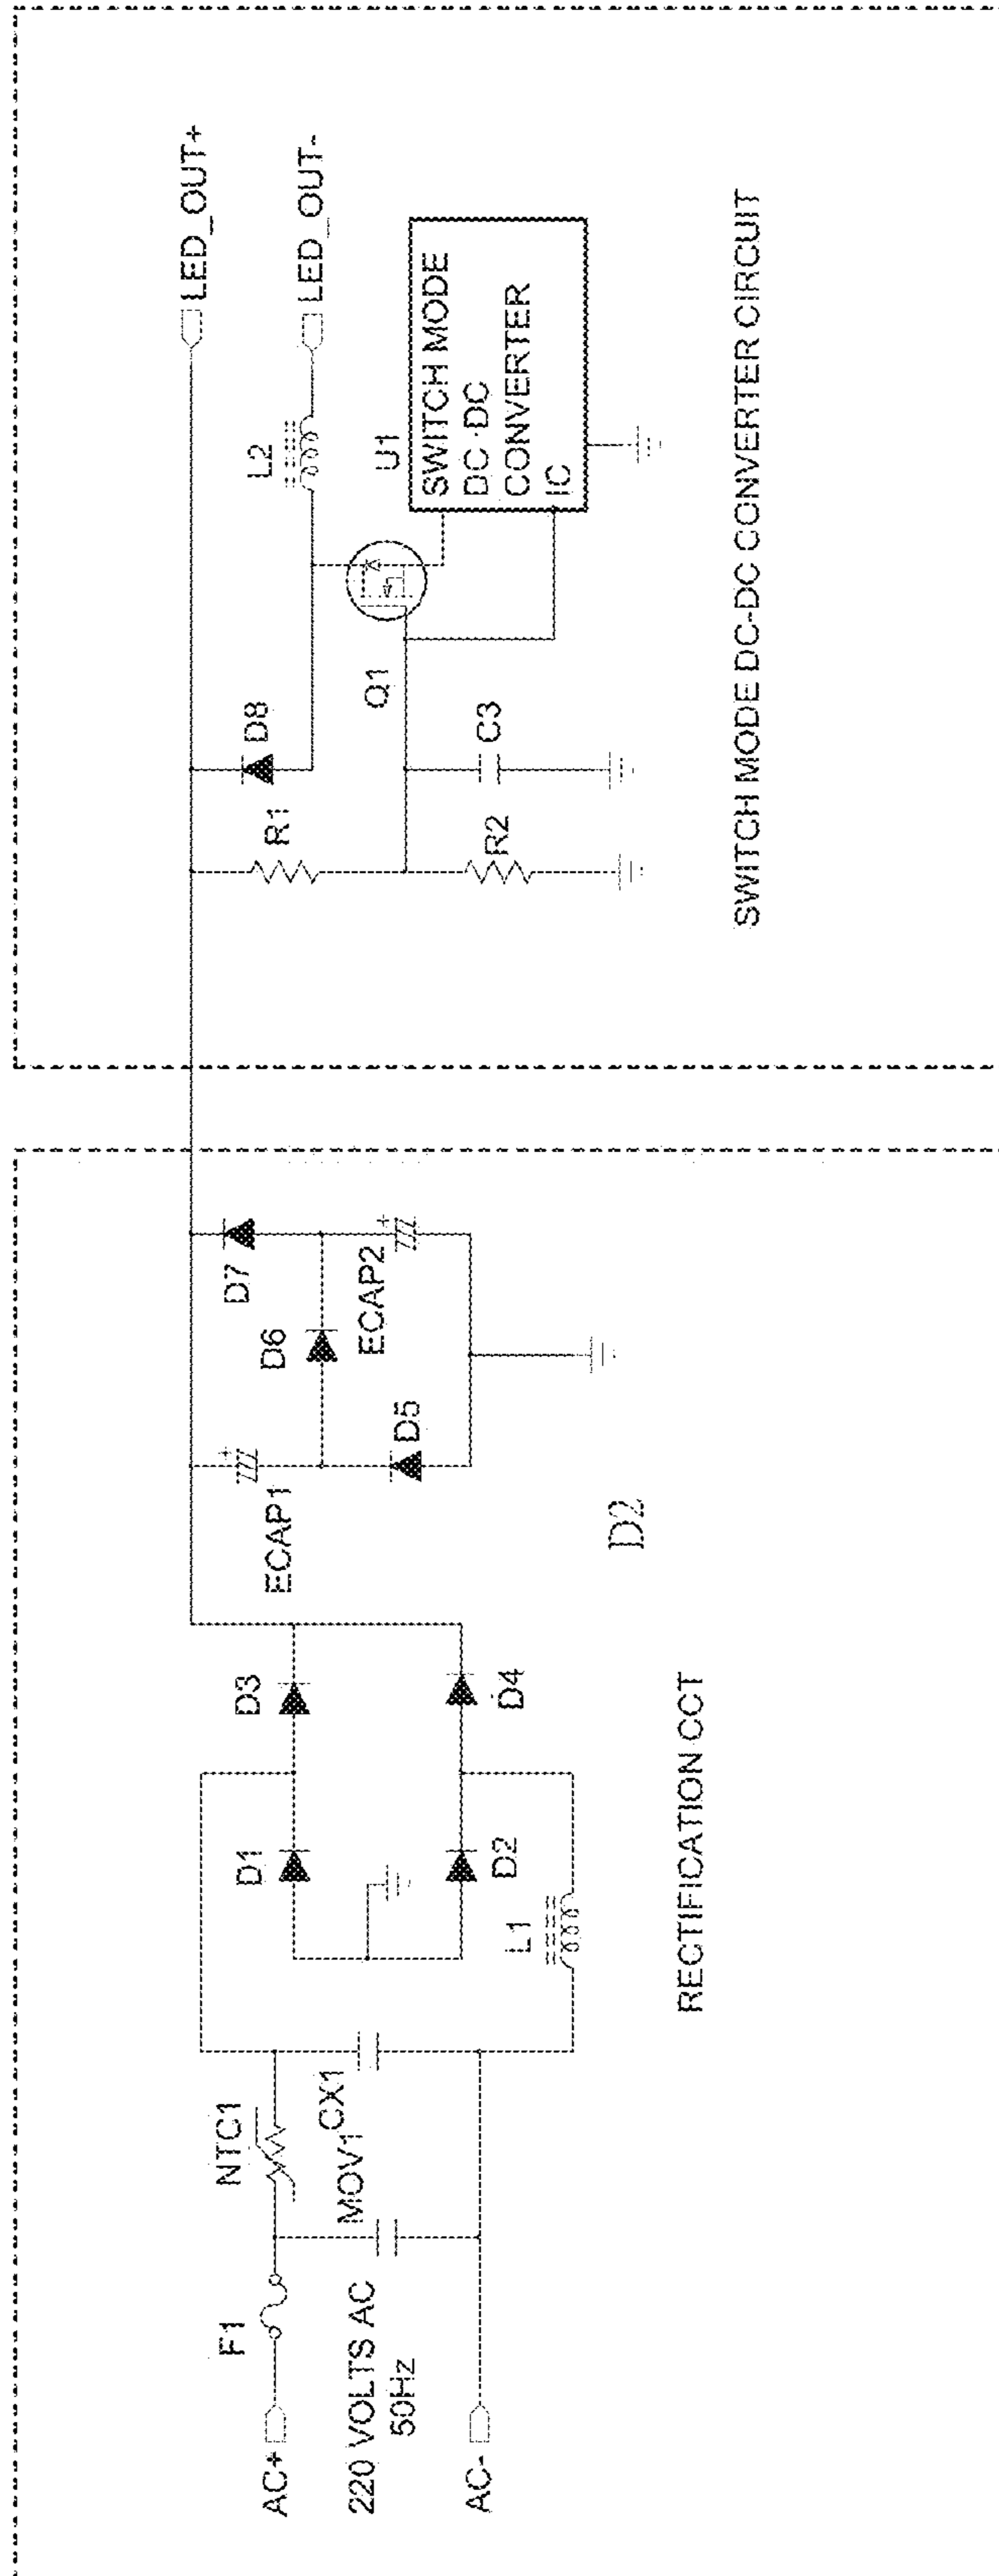 AC+
220 VOLTS AC
50Hz
AC-
F1
MOV1
NTC1
CX1
D1
D2
L1
D3
D4
ECAP1
D5
D6
D7
ECAP2
D2
RECTIFICATION CCT
R1
R2
D8
C3
Q1
L2
U1
LED_OUT+
LED_OUT-
SWITCH MODE
DC-DC
CONVERTER
IC
SWITCH MODE DC-DC CONVERTER CIRCUIT